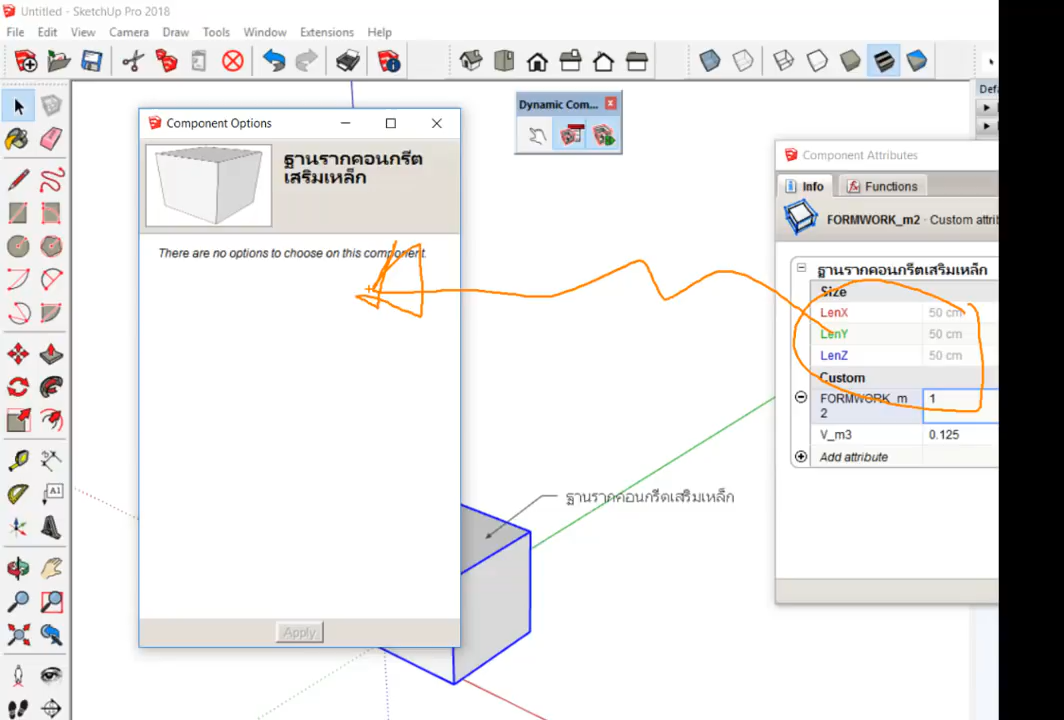 Untitled - SketchUp Pro 2018
File Edit View Camera Draw Tools Window Extensions Help
Dynamic Com...
Component Options
ฐานรากคอนกรีต
เสริมเหล็ก
There are no options to choose on this component.
Apply
ฐานรากคอนกรีตเสริมเหล็ก
Component Attributes
Info Functions
FORMWORK_m2 - Custom attri
ฐานรากคอนกรีตเสริมเหล็ก
Size
LenX 50 cm
LenY 50 cm
LenZ 50 cm
Custom
FORMWORK_m 1
2
V_m3 0.125
Add attribute
Defa
A1